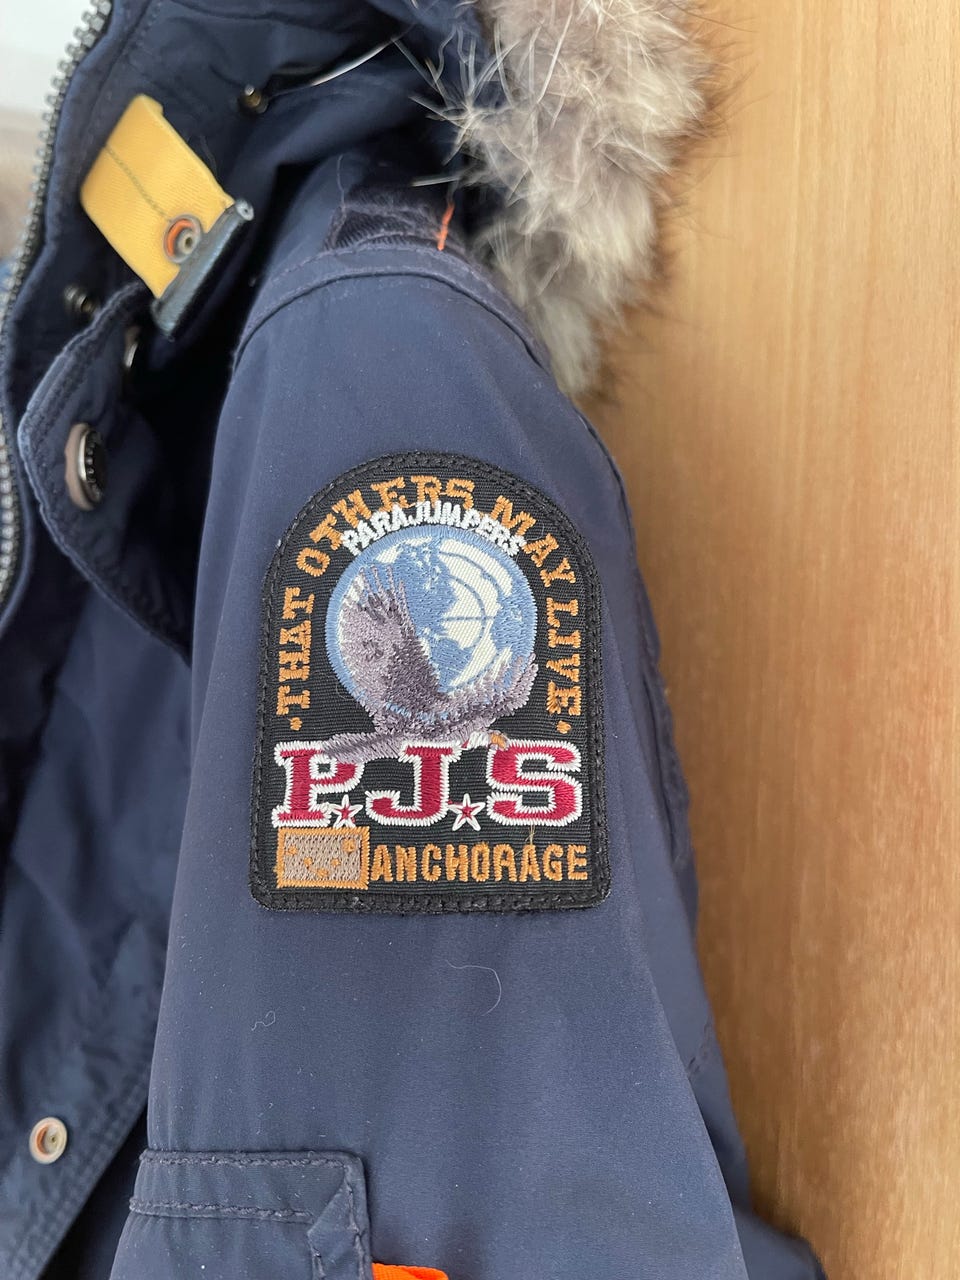 THAT OTHERS MAY LIVE
PARAJUMPERS
P.J.S
ANCHORAGE